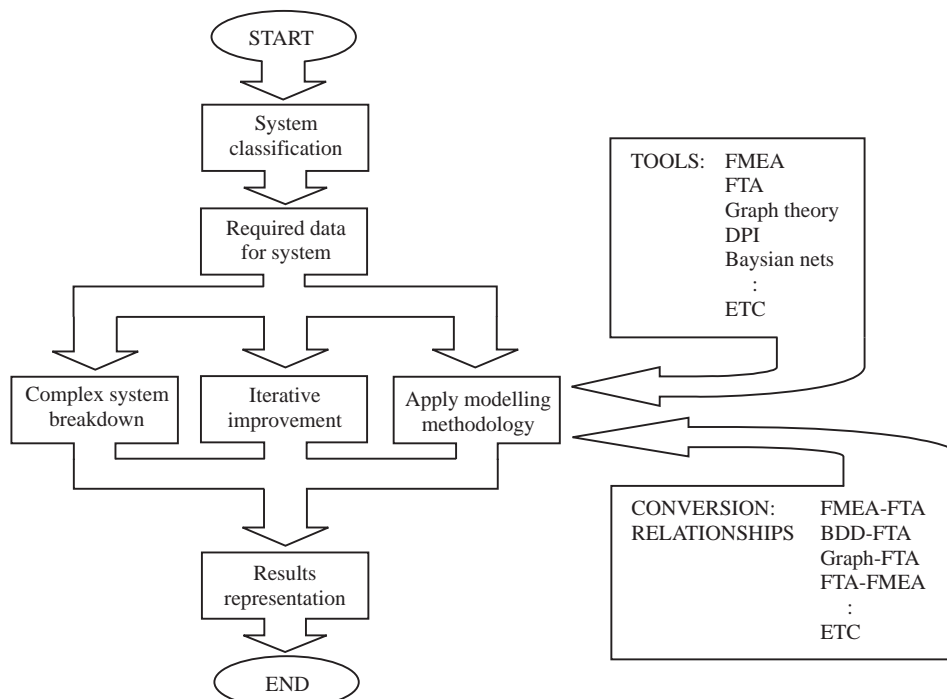 START
System
classification
Required data
for system
Complex system
breakdown
Iterative
improvement
Apply modelling
methodology
Results
representation
END
TOOLS: FMEA
FTA
Graph theory
DPI
Baysian nets
:
ETC
CONVERSION: FMEA-FTA
RELATIONSHIPS BDD-FTA
Graph-FTA
FTA-FMEA
:
ETC